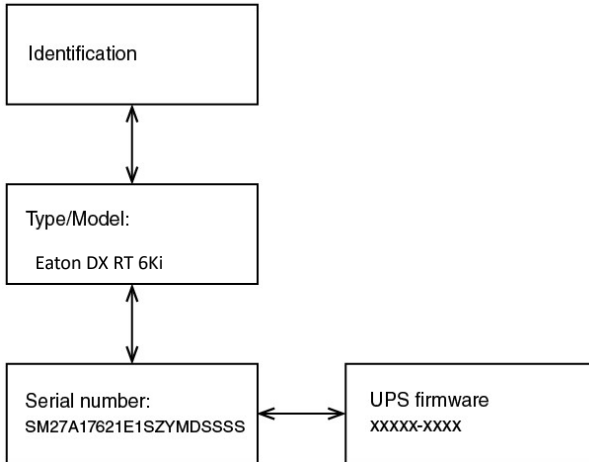 Identification
Type/Model:
Eaton DX RT 6Ki
Serial number:
SM27A17621E1SZYMDSSSS
UPS firmware
xxxxx-xxxx